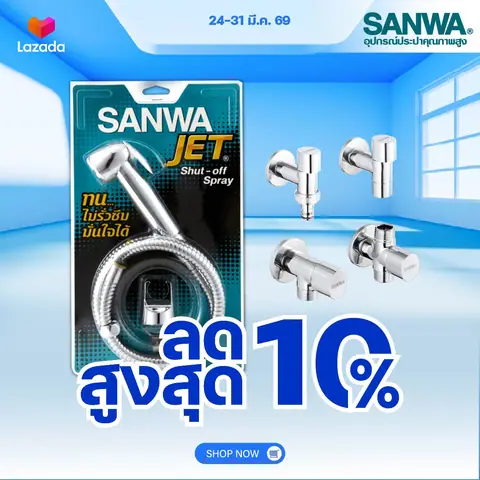 Lazada
24-31 มี.ค. 69
SANWA®
อุปกรณ์ประปาคุณภาพสูง
SANWA
JET®
Shut-off
Spray
ทน
ไม่รั่วซึม
มั่นใจได้
ลด
สูงสุด 10%
SHOP NOW